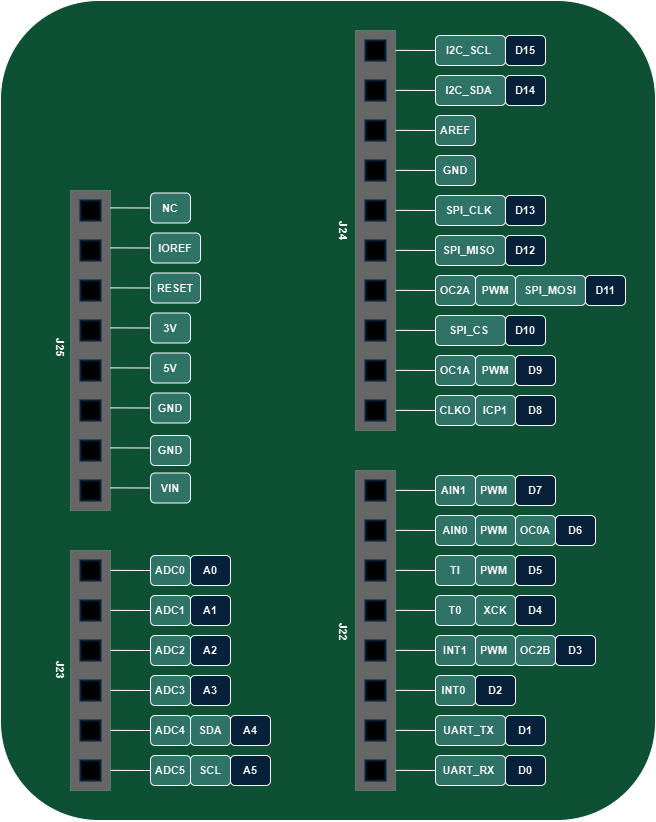 I2C_SCL D15
I2C_SDA D14
AREF
GND
SPI_CLK D13
SPI_MISO D12
OC2A PWM SPI_MOSI D11
SPI_CS D10
OC1A PWM D9
CLKO ICP1 D8
J24
NC
IOREF
RESET
3V
5V
GND
GND
VIN
J25
AIN1 PWM D7
AIN0 PWM OC0A D6
TI PWM D5
T0 XCK D4
INT1 PWM OC2B D3
INT0 D2
UART_TX D1
UART_RX D0
J22
ADC0 A0
ADC1 A1
ADC2 A2
ADC3 A3
ADC4 SDA A4
ADC5 SCL A5
J23